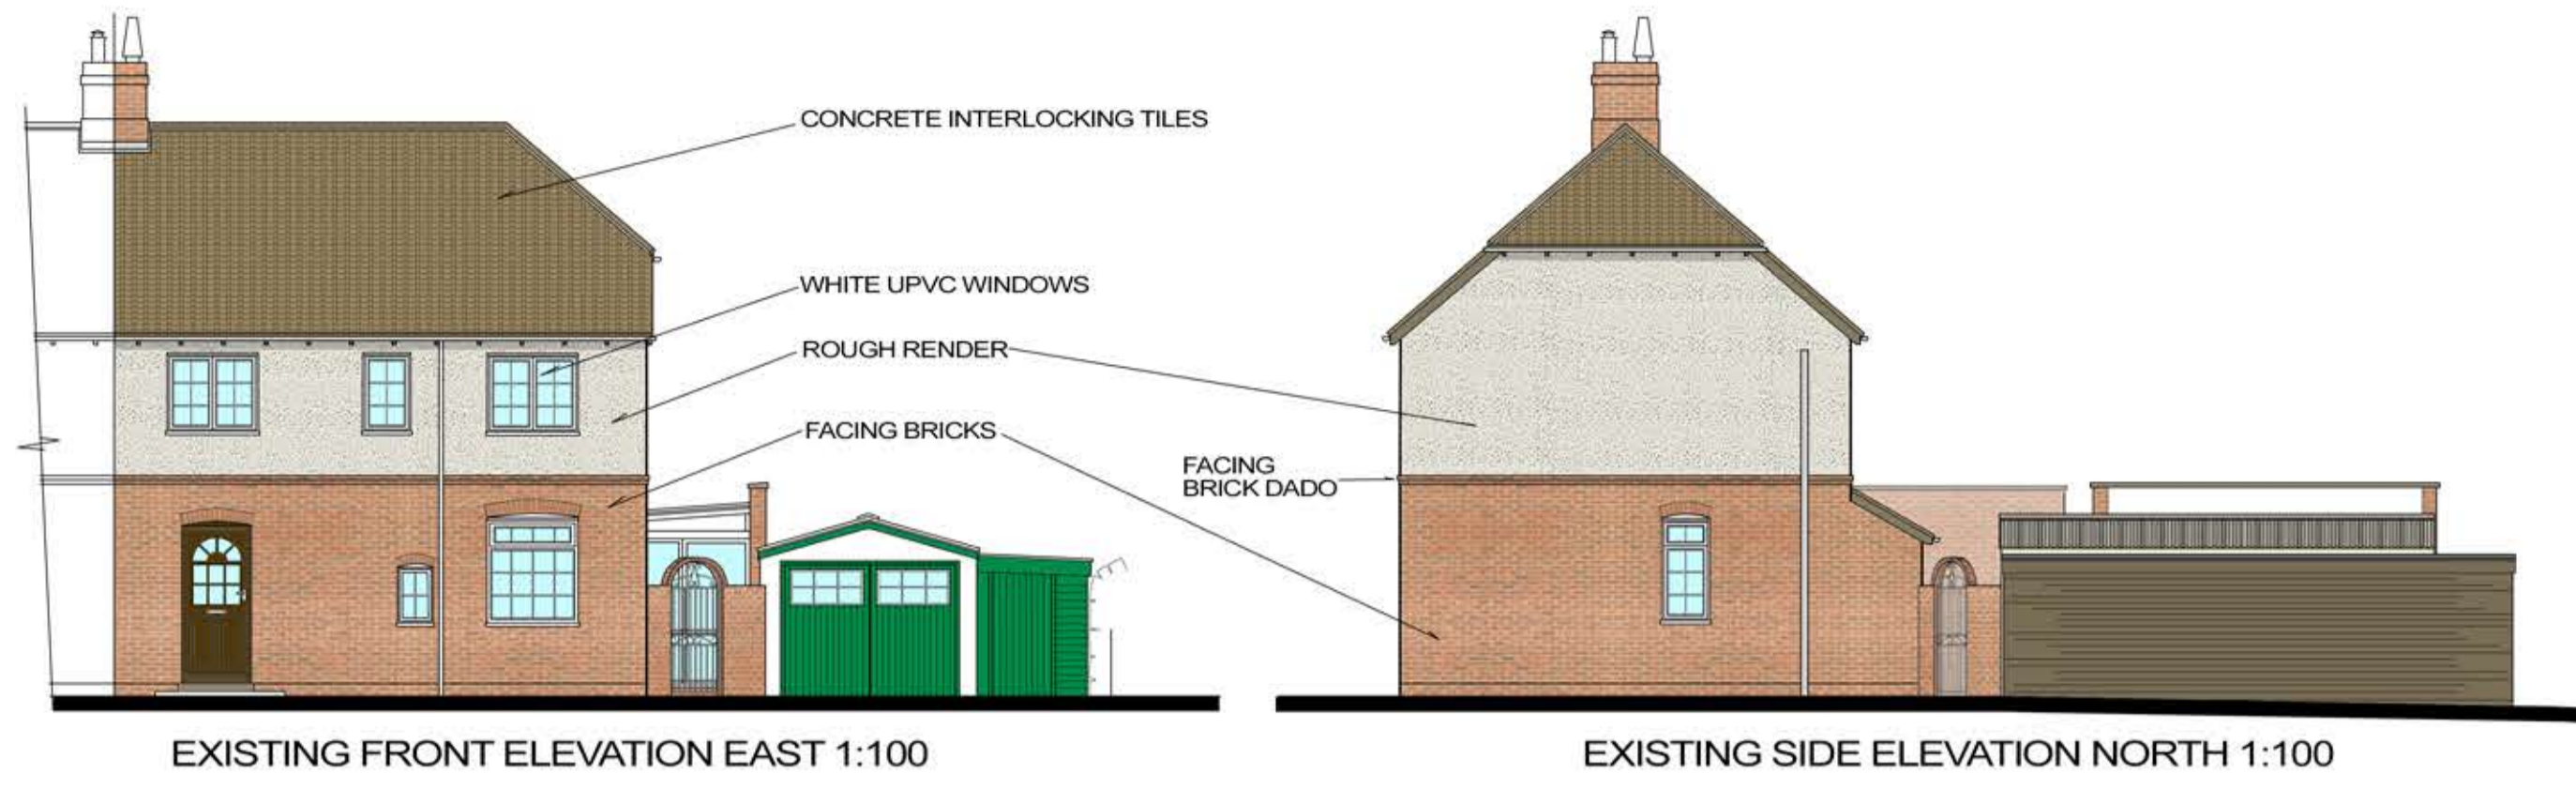 CONCRETE INTERLOCKING TILES
WHITE UPVC WINDOWS
ROUGH RENDER
FACING BRICKS
FACING
BRICK DADO
EXISTING FRONT ELEVATION EAST 1:100
EXISTING SIDE ELEVATION NORTH 1:100